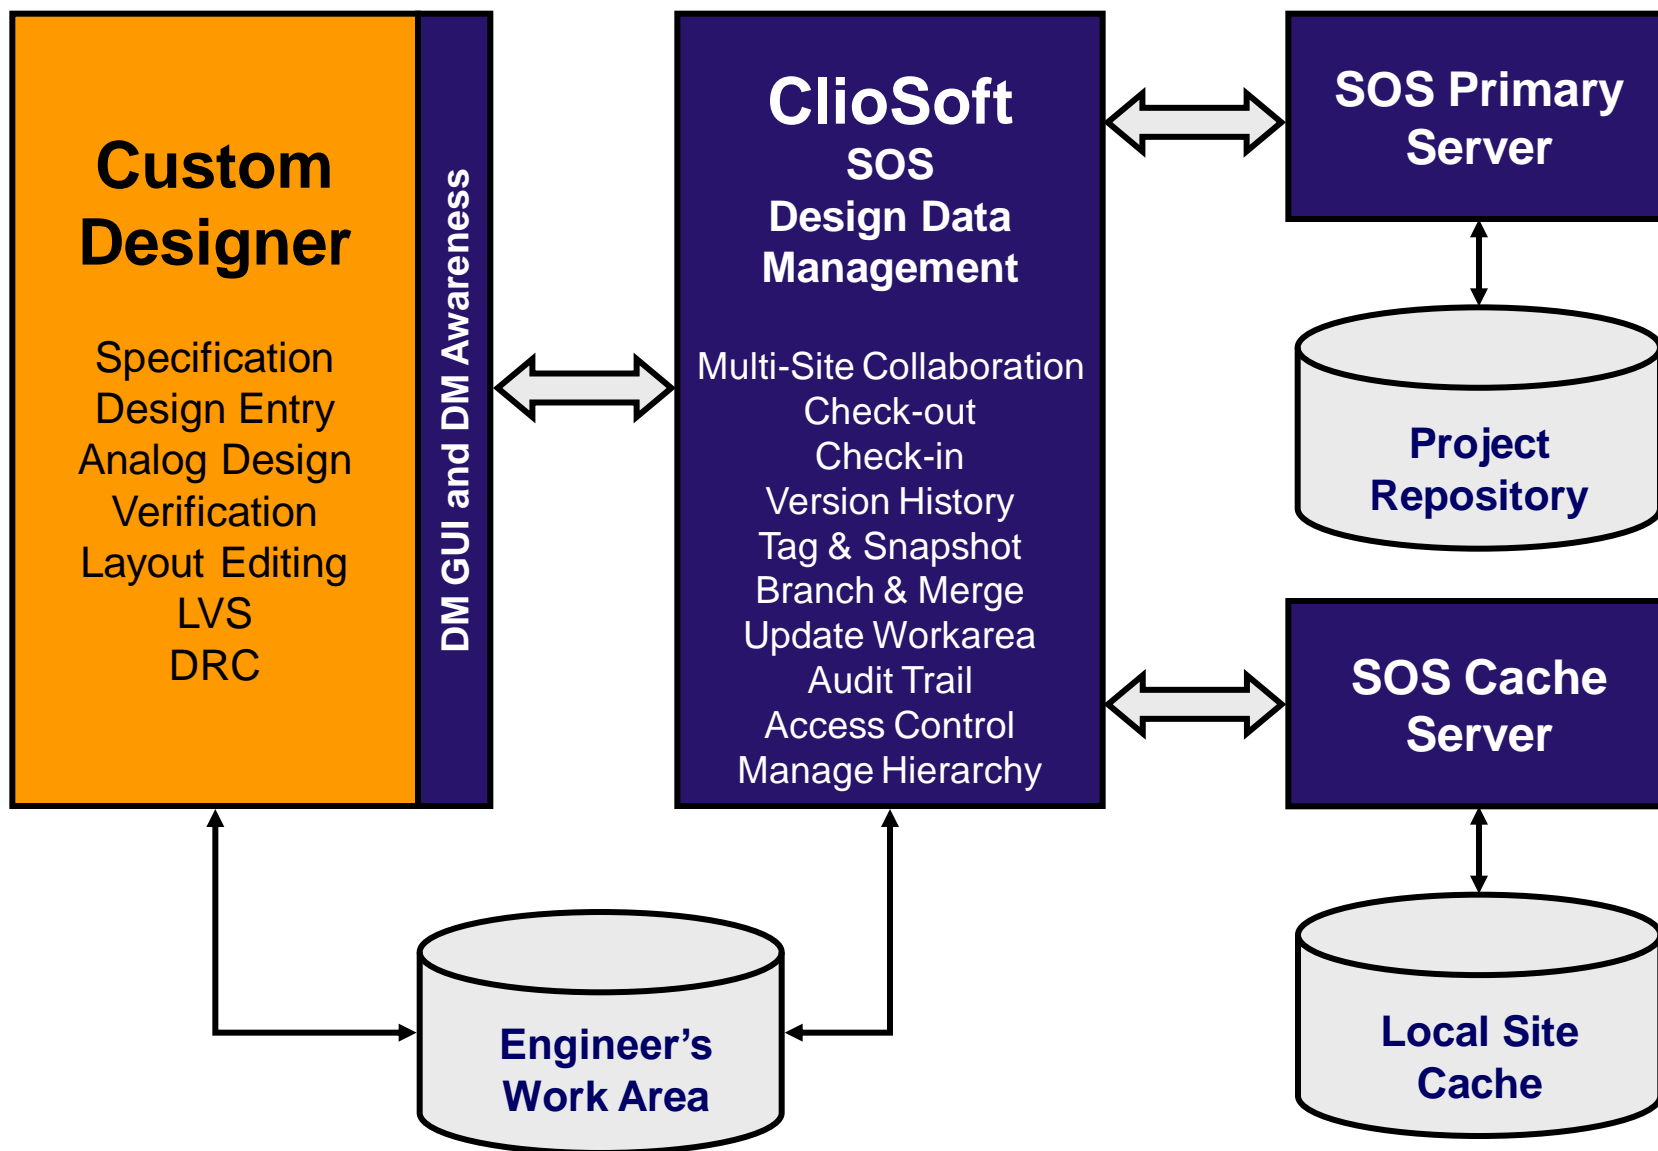 Custom
Designer
Specification
Design Entry
Analog Design
Verification
Layout Editing
LVS
DRC
DM GUI and DM Awareness
ClioSoft
SOS
Design Data
Management
Multi-Site Collaboration
Check-out
Check-in
Version History
Tag & Snapshot
Branch & Merge
Update Workarea
Audit Trail
Access Control
Manage Hierarchy
SOS Primary
Server
Project
Repository
SOS Cache
Server
Local Site
Cache
Engineer’s
Work Area